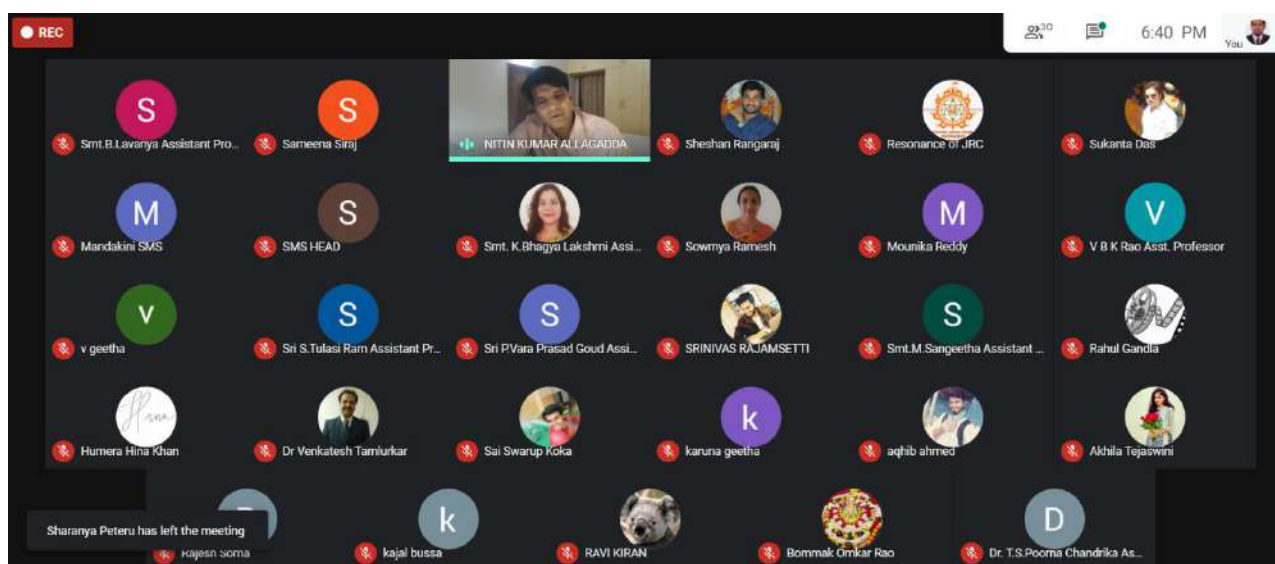 REC
30
6:40 PM
You
S
Smt.B.Lavanya Assistant Pro...
S
Sameena Siraj
NITIN KUMAR ALLAGADDA
Sheshan Rangaraj
Resonance of JRC
Sukanta Das
M
Mandakini SMS
S
SMS HEAD
Smt. K.Bhagya Lakshmi Assi...
Sowmya Ramesh
M
Mounika Reddy
V
V B K Rao Asst. Professor
v
v geetha
S
Sri S.Tulasi Ram Assistant Pr...
S
Sri P.Vara Prasad Goud Assi...
SRINIVAS RAJAMSETTI
S
Smt.M.Sangeetha Assistant ...
Rahul Gandla
Humera Hina Khan
Dr Venkatesh Tamlurkar
Sai Swarup Koka
k
karuna geetha
aqhib ahmed
Akhila Tejaswini
Sharanya Peteru has left the meeting
Rajesh Soma
k
kajal bussa
RAVI KIRAN
Bommak Omkar Rao
D
Dr. T.S.Poorna Chandrika As...